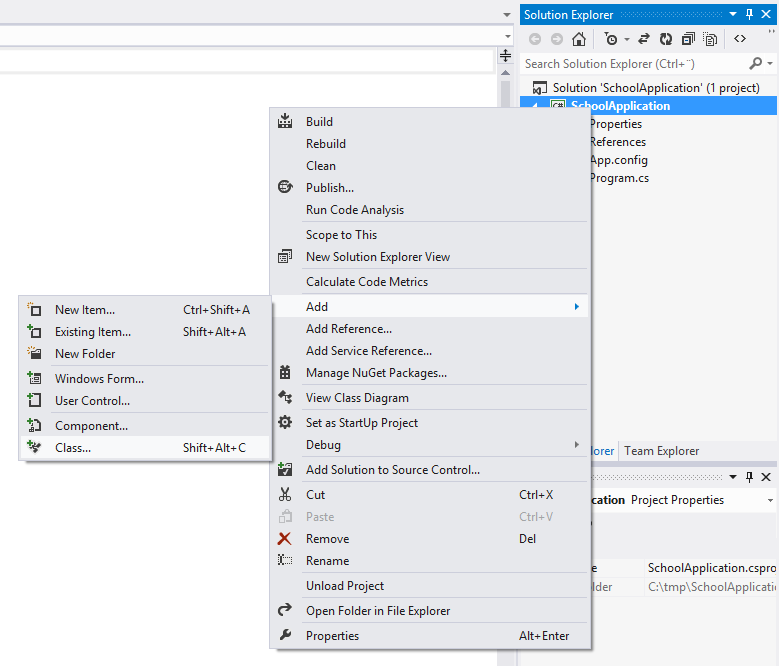 Solution Explorer
Search Solution Explorer (Ctrl+¨)
Solution 'SchoolApplication' (1 project)
C# SchoolApplication
Properties
References
App.config
Program.cs
Build
Rebuild
Clean
Publish...
Run Code Analysis
Scope to This
New Solution Explorer View
Calculate Code Metrics
Add
Add Reference...
Add Service Reference...
Manage NuGet Packages...
View Class Diagram
Set as StartUp Project
Debug
Add Solution to Source Control...
Cut Ctrl+X
Paste Ctrl+V
Remove Del
Rename
Unload Project
Open Folder in File Explorer
Properties Alt+Enter
New Item... Ctrl+Shift+A
Existing Item... Shift+Alt+A
New Folder
Windows Form...
User Control...
Component...
Class... Shift+Alt+C
lorer Team Explorer
cation Project Properties
e SchoolApplication.cspro
lder C:\tmp\SchoolApplicati